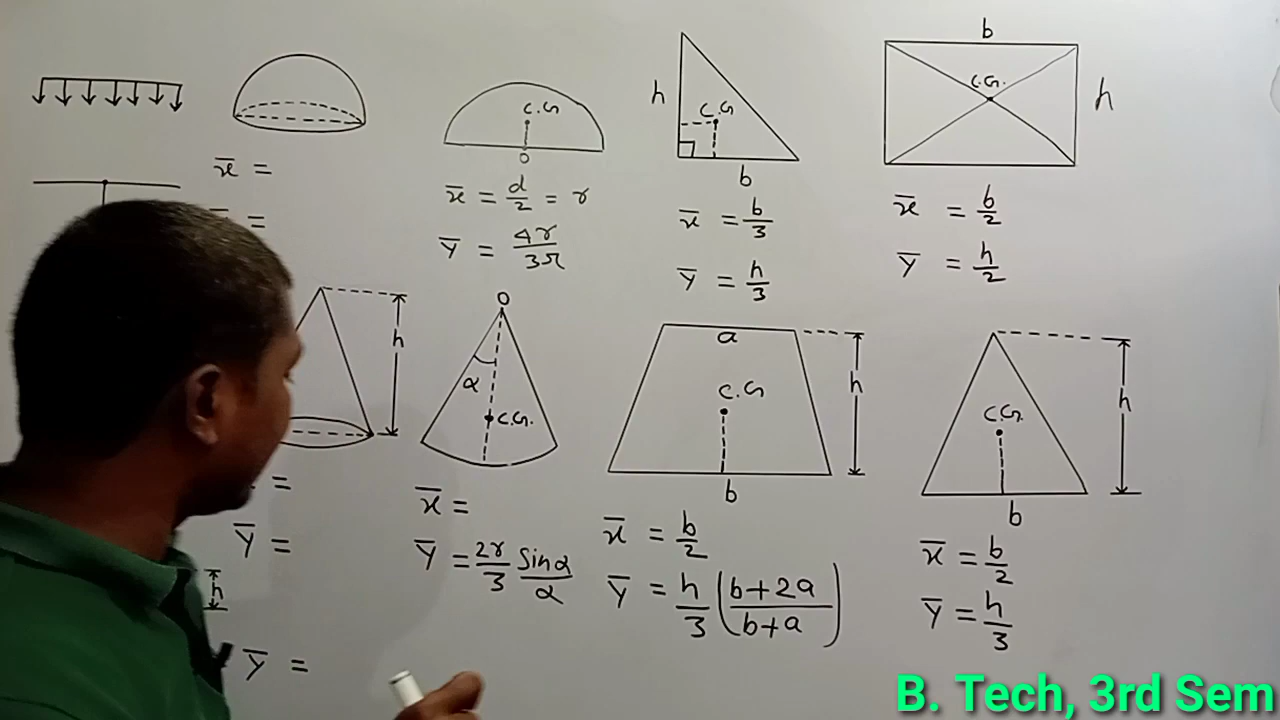 b
h
C.G.
x̄ = b/2
ȳ = h/2
h
C.G
b
x̄ = b/3
ȳ = h/3
C.G
O
x̄ = d/2 = r
ȳ = 4r/3π
x̄ =
=
h
=
ȳ =
h
ȳ =
O
α
C.G.
x̄ =
ȳ = 2r/3 Sinα/α
a
C.G
h
b
x̄ = b/2
ȳ = h/3 (b+2a/b+a)
C.G.
h
b
x̄ = b/2
ȳ = h/3
B. Tech, 3rd Sem